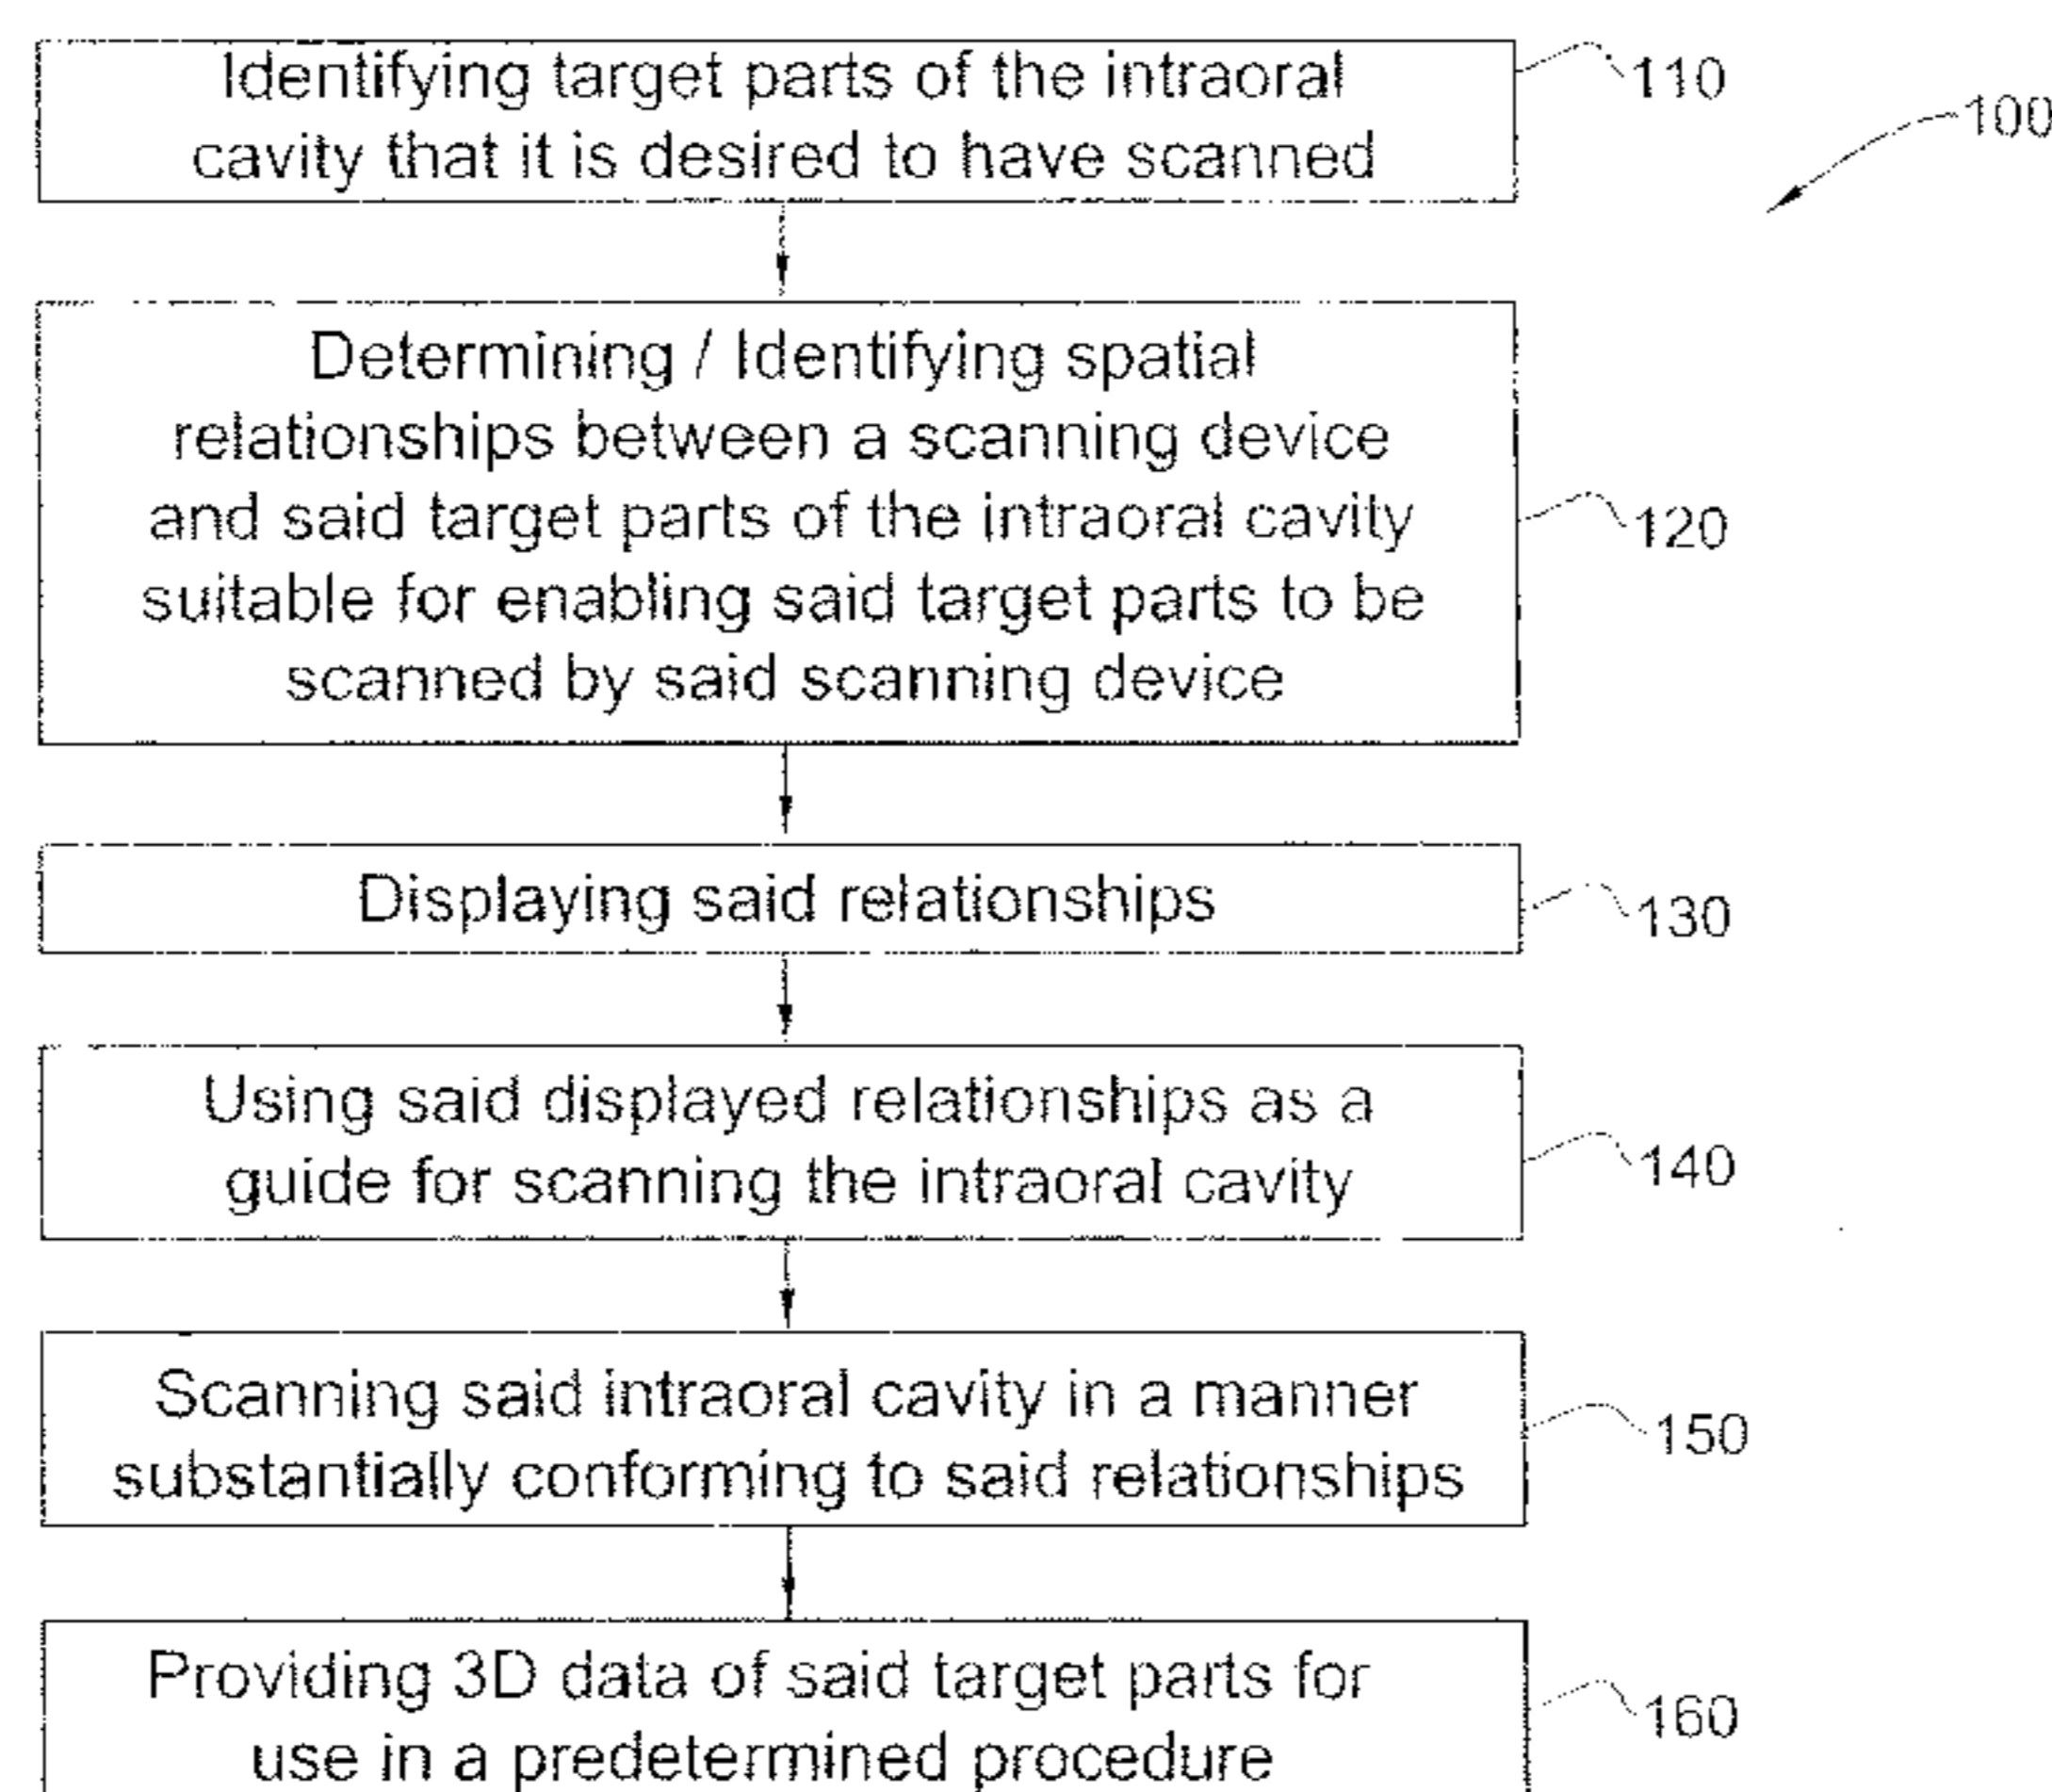 Identifying target parts of the intraoral
cavity that it is desired to have scanned
110
100
Determining / Identifying spatial
relationships between a scanning device
and said target parts of the intraoral cavity
suitable for enabling said target parts to be
scanned by said scanning device
120
Displaying said relationships
130
Using said displayed relationships as a
guide for scanning the intraoral cavity
140
Scanning said intraoral cavity in a manner
substantially conforming to said relationships
150
Providing 3D data of said target parts for
use in a predetermined procedure
160